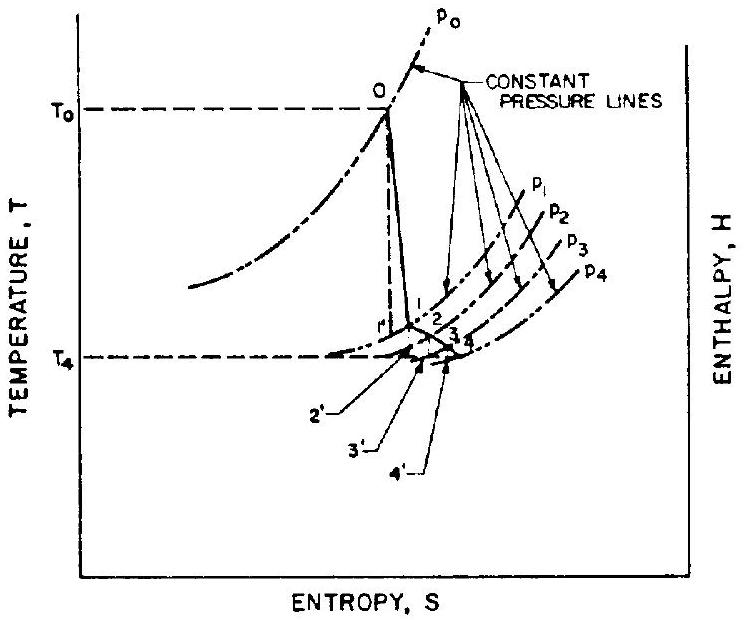 P₀
O
CONSTANT
PRESSURE LINES
T₀
P₁
P₂
P₃
P₄
TEMPERATURE, T
ENTHALPY, H
1
1'
2
3
4
T₄
2'
3'
4'
ENTROPY, S